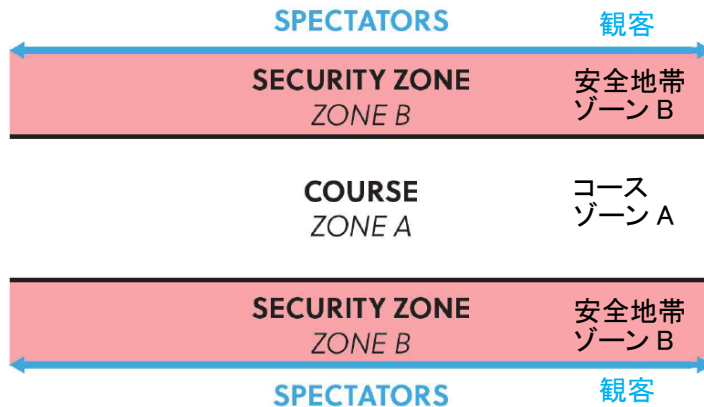 SPECTATORS 観客
SECURITY ZONE 安全地帯
ZONE B ゾーン B
COURSE コース
ZONE A ゾーン A
SECURITY ZONE 安全地帯
ZONE B ゾーン B
SPECTATORS 観客